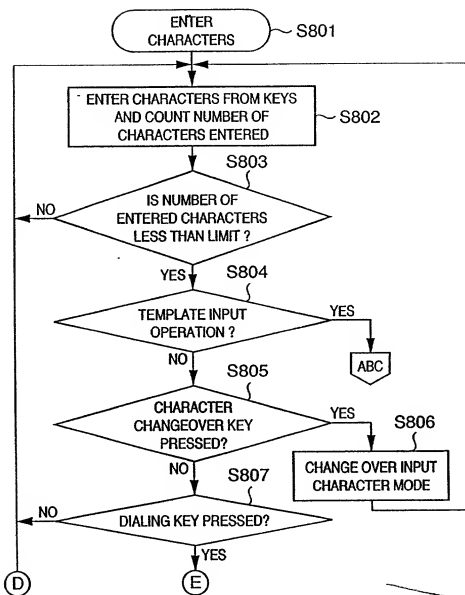 ENTER
CHARACTERS
S801
ENTER CHARACTERS FROM KEYS
AND COUNT NUMBER OF
CHARACTERS ENTERED
S802
S803
IS NUMBER OF
ENTERED CHARACTERS
LESS THAN LIMIT ?
NO
YES
S804
TEMPLATE INPUT
OPERATION ?
YES
ABC
NO
S805
CHARACTER
CHANGEOVER KEY
PRESSED?
YES
S806
CHANGE OVER INPUT
CHARACTER MODE
NO
S807
DIALING KEY PRESSED?
NO
YES
D
E